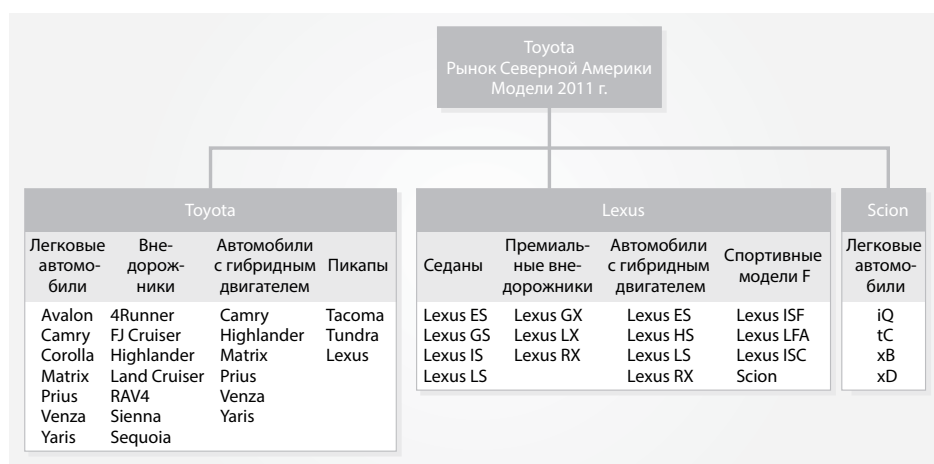 Toyota
Рынок Северной Америки
Модели 2011 г.
Toyota
Легковые
автомо-
били
Avalon
Camry
Corolla
Matrix
Prius
Venza
Yaris
Вне-
дорож-
ники
4Runner
FJ Cruiser
Highlander
Land Cruiser
RAV4
Sienna
Sequoia
Автомобили
с гибридным
двигателем
Camry
Highlander
Matrix
Prius
Venza
Yaris
Пикапы
Tacoma
Tundra
Lexus
Lexus
Седаны
Lexus ES
Lexus GS
Lexus IS
Lexus LS
Премиаль-
ные вне-
дорожники
Lexus GX
Lexus LX
Lexus RX
Автомобили
с гибридным
двигателем
Lexus ES
Lexus HS
Lexus LS
Lexus RX
Спортивные
модели F
Lexus ISF
Lexus LFA
Lexus ISC
Scion
Scion
Легковые
автомо-
били
iQ
tC
xB
xD